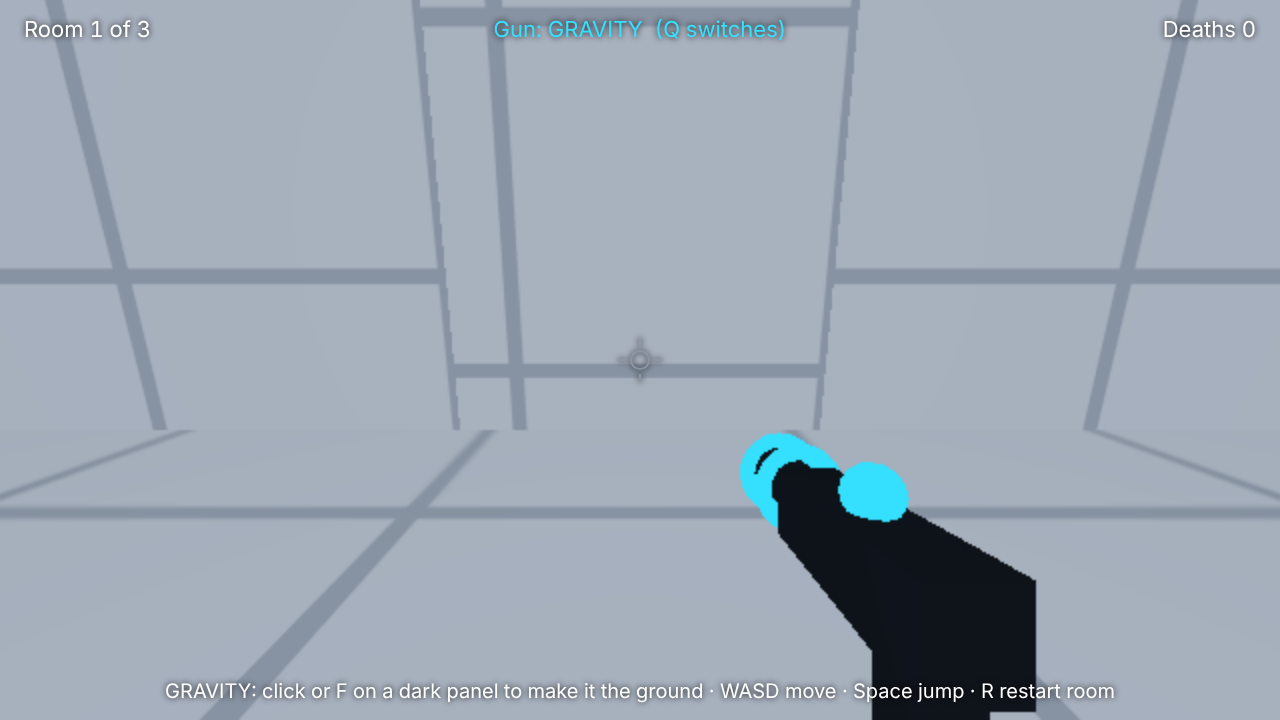 Room 1 of 3
Gun: GRAVITY (Q switches)
Deaths 0
GRAVITY: click or F on a dark panel to make it the ground · WASD move · Space jump · R restart room